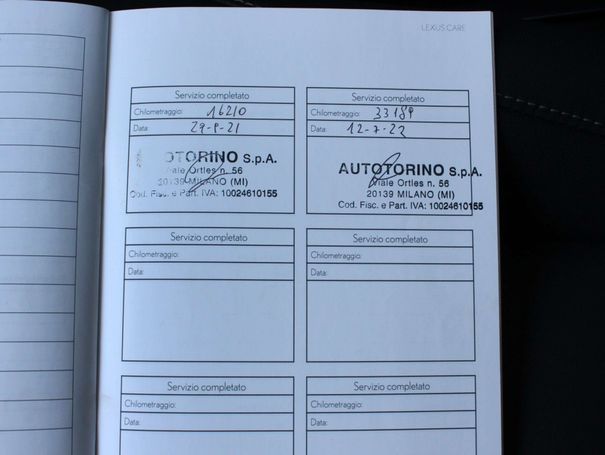 LEXUS CARE
Servizio completato
Chilometraggio: 16210
Data: 29-9-21
OTORINO S.p.A.
iale Ortles n. 56
20139 MILANO (MI)
Cod. Fisc. e Part. IVA: 10024610155
Servizio completato
Chilometraggio: 33189
Data: 12-7-22
AUTOTORINO S.p.A.
Viale Ortles n. 56
20139 MILANO (MI)
Cod. Fisc. e Part. IVA: 10024610155
Servizio completato
Chilometraggio:
Data:
Servizio completato
Chilometraggio:
Data:
Servizio completato
Chilometraggio:
Data:
Servizio completato
Chilometraggio:
Data: